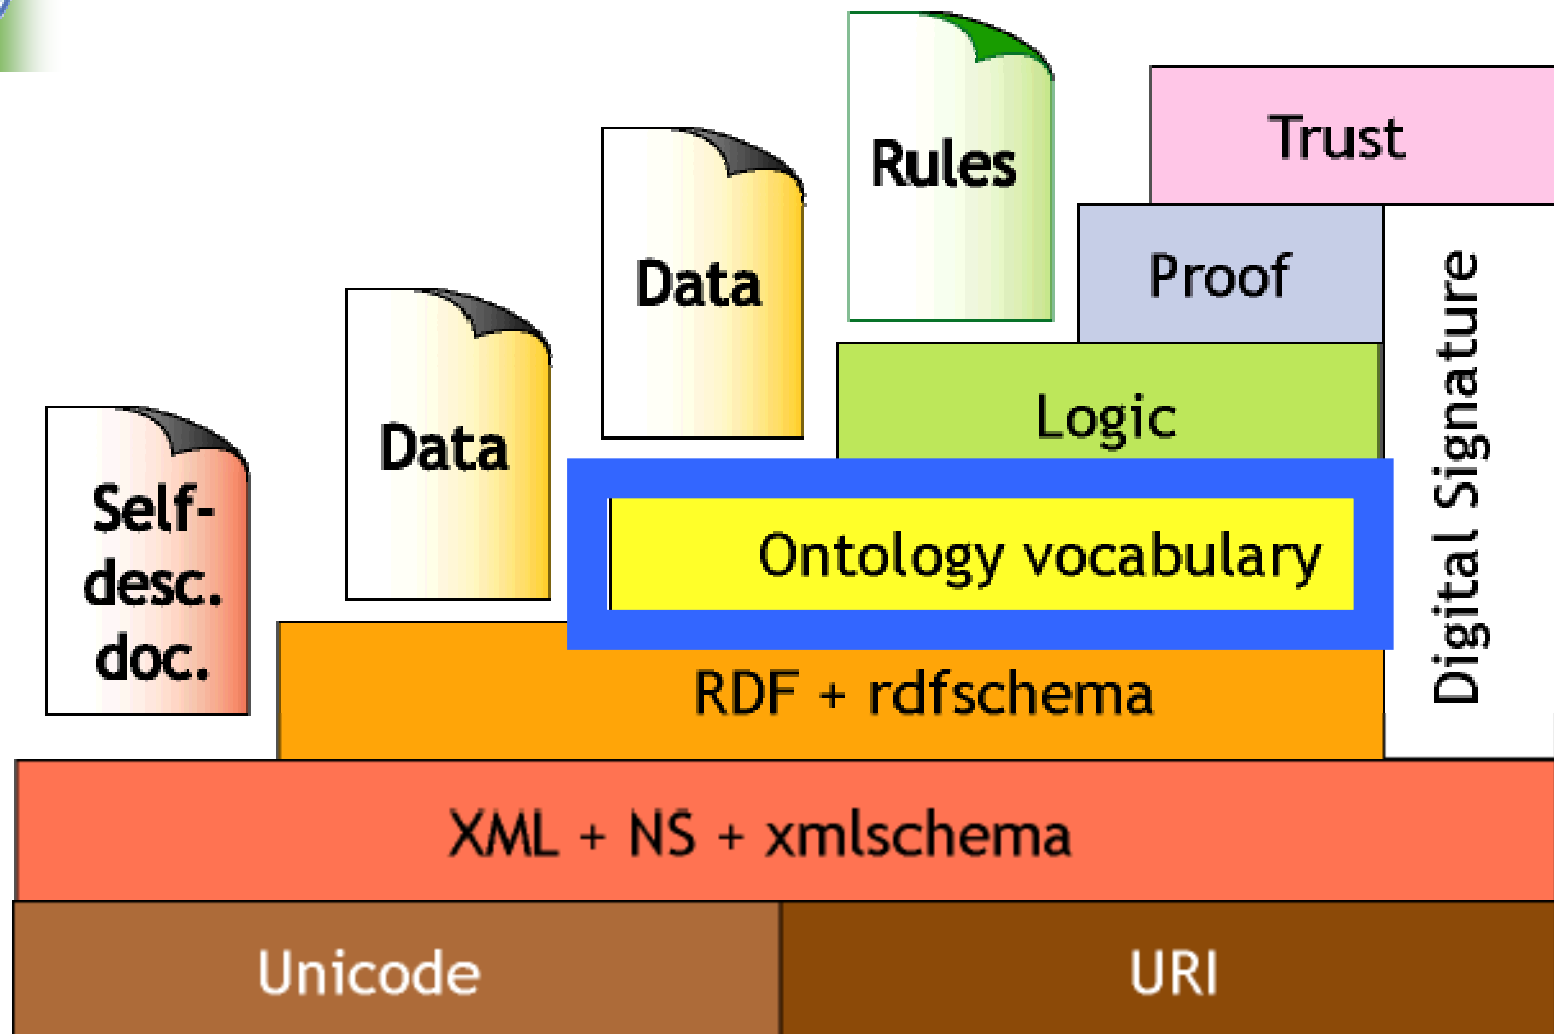 Rules
Trust
Data
Proof
Data
Logic
Self-
desc.
doc.
Ontology vocabulary
Digital Signature
RDF + rdfschema
XML + NS + xmlschema
Unicode
URI